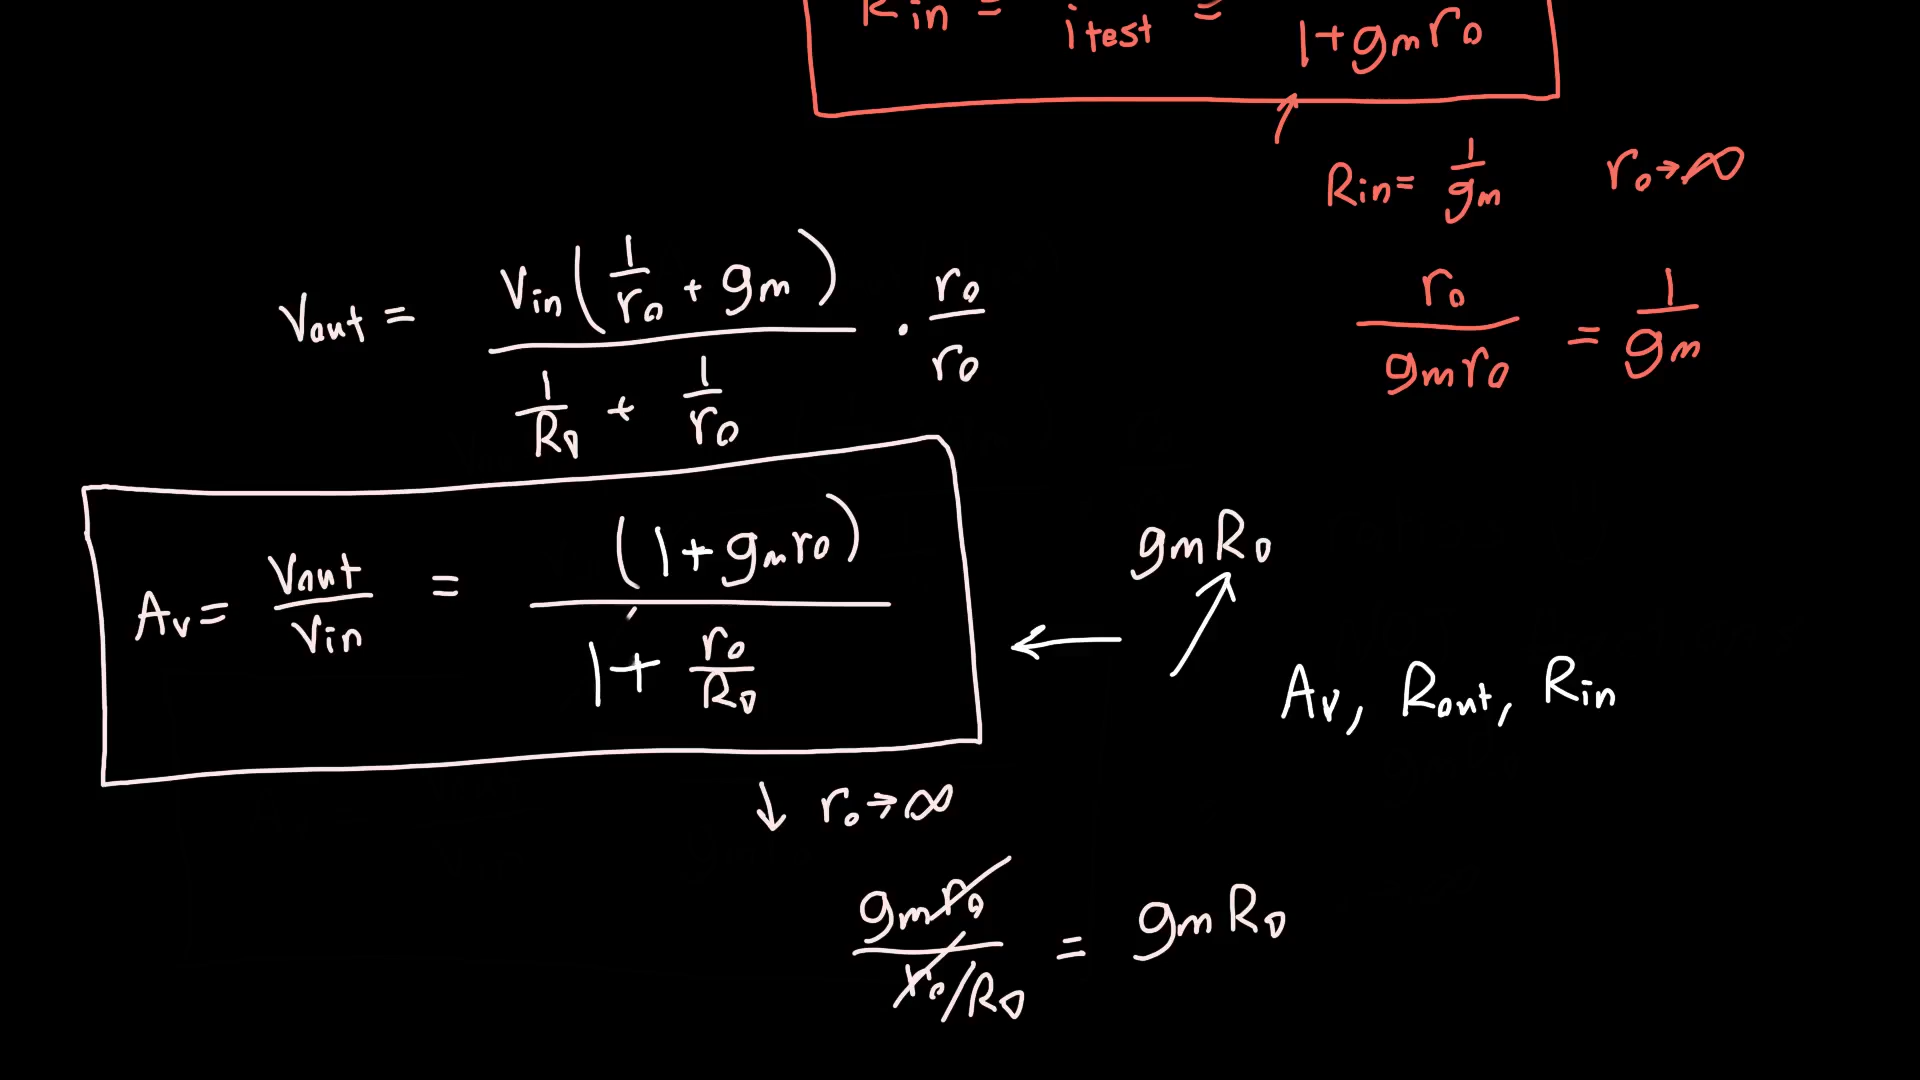 Rin = / itest = / 1+gmro
Rin = 1/gm ro→∞
Vout = Vin(1/ro + gm) / (1/RD + 1/ro) · ro/ro
ro / gmro = 1/gm
Av = Vout/Vin = (1+gmro) / (1+ ro/RD)
gmRD
Av, Rout, Rin
↓ ro→∞
gmro / ro/RD = gmRD